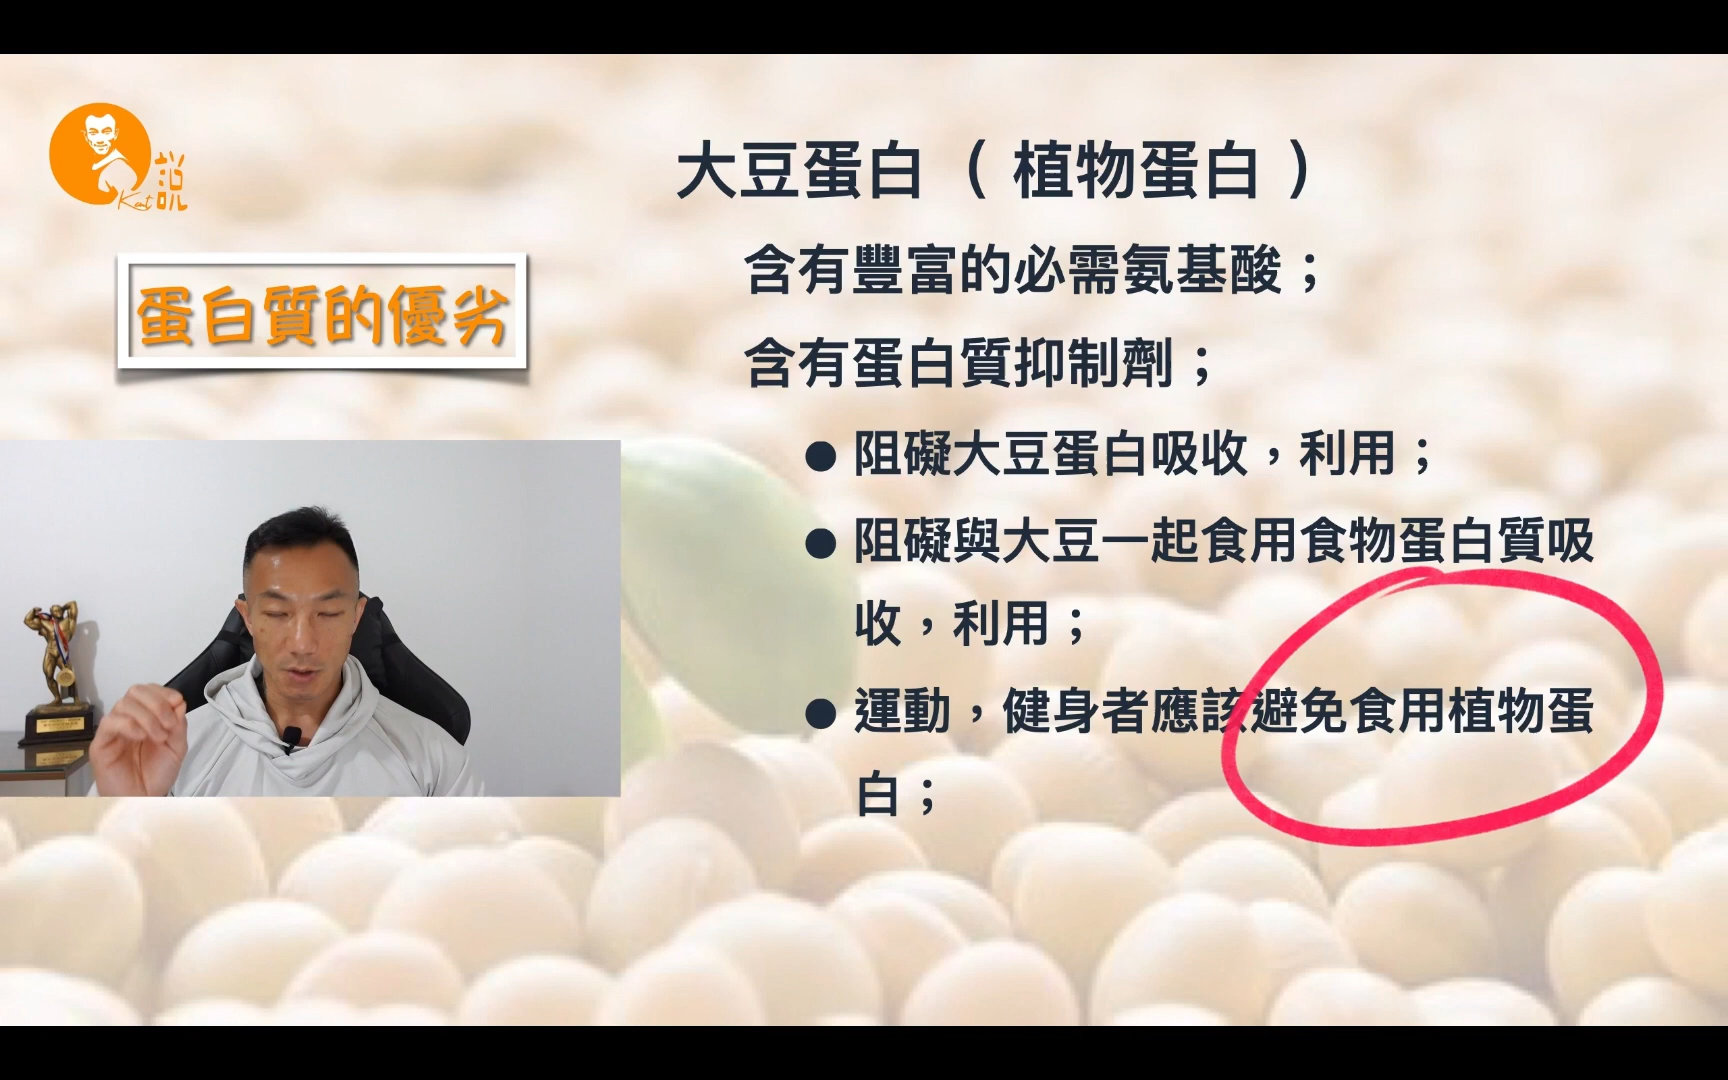 Kent
說
蛋白質的優劣
大豆蛋白（植物蛋白）
含有豐富的必需氨基酸；
含有蛋白質抑制劑；
● 阻礙大豆蛋白吸收，利用；
● 阻礙與大豆一起食用食物蛋白質吸
收，利用；
● 運動，健身者應該避免食用植物蛋
白；